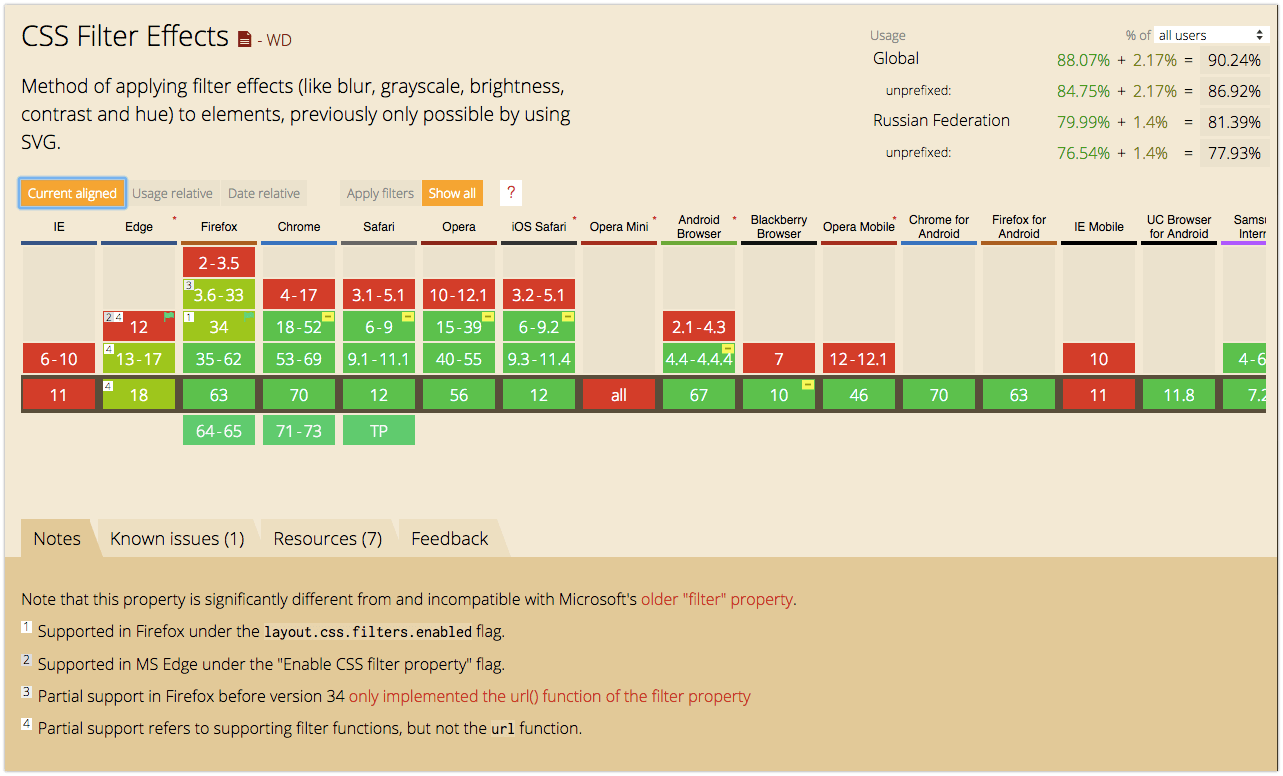 CSS Filter Effects - WD
Usage % of all users
Global 88.07% + 2.17% = 90.24%
unprefixed: 84.75% + 2.17% = 86.92%
Russian Federation 79.99% + 1.4% = 81.39%
unprefixed: 76.54% + 1.4% = 77.93%
Method of applying filter effects (like blur, grayscale, brightness,
contrast and hue) to elements, previously only possible by using
SVG.
Current aligned Usage relative Date relative Apply filters Show all ?
IE Edge * Firefox Chrome Safari Opera iOS Safari * Opera Mini * Android Browser * Blackberry Browser Opera Mobile * Chrome for Android Firefox for Android IE Mobile UC Browser for Android Samsu Intern
2-3.5
3 3.6-33 4-17 3.1-5.1 10-12.1 3.2-5.1
2 4 12 1 34 18-52 6-9 15-39 6-9.2 2.1-4.3
6-10 4 13-17 35-62 53-69 9.1-11.1 40-55 9.3-11.4 4.4-4.4.4 7 12-12.1 10 4-6
11 4 18 63 70 12 56 12 all 67 10 46 70 63 11 11.8 7.2
64-65 71-73 TP
Notes Known issues (1) Resources (7) Feedback
Note that this property is significantly different from and incompatible with Microsoft's older "filter" property.
1 Supported in Firefox under the layout.css.filters.enabled flag.
2 Supported in MS Edge under the "Enable CSS filter property" flag.
3 Partial support in Firefox before version 34 only implemented the url() function of the filter property
4 Partial support refers to supporting filter functions, but not the url function.